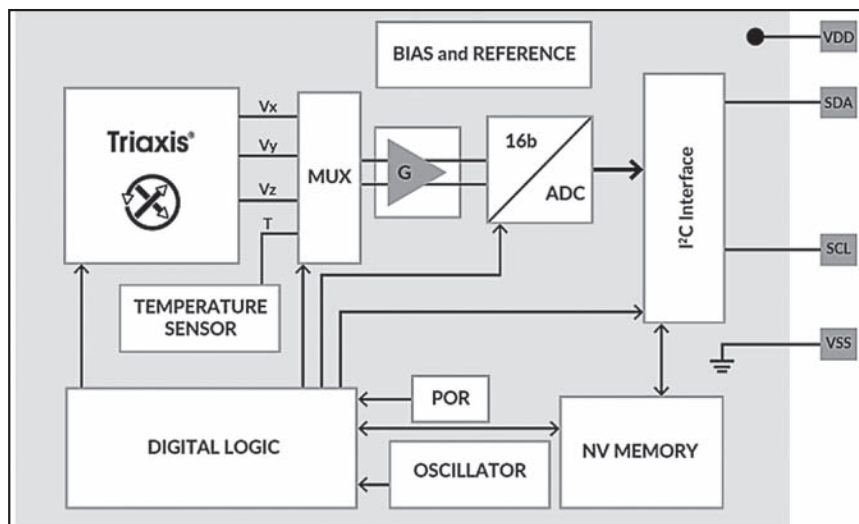 BIAS and REFERENCE
VDD
SDA
SCL
VSS
Triaxis®
Vx
Vy
Vz
T
MUX
G
16b
ADC
I²C Interface
TEMPERATURE
SENSOR
DIGITAL LOGIC
POR
OSCILLATOR
NV MEMORY